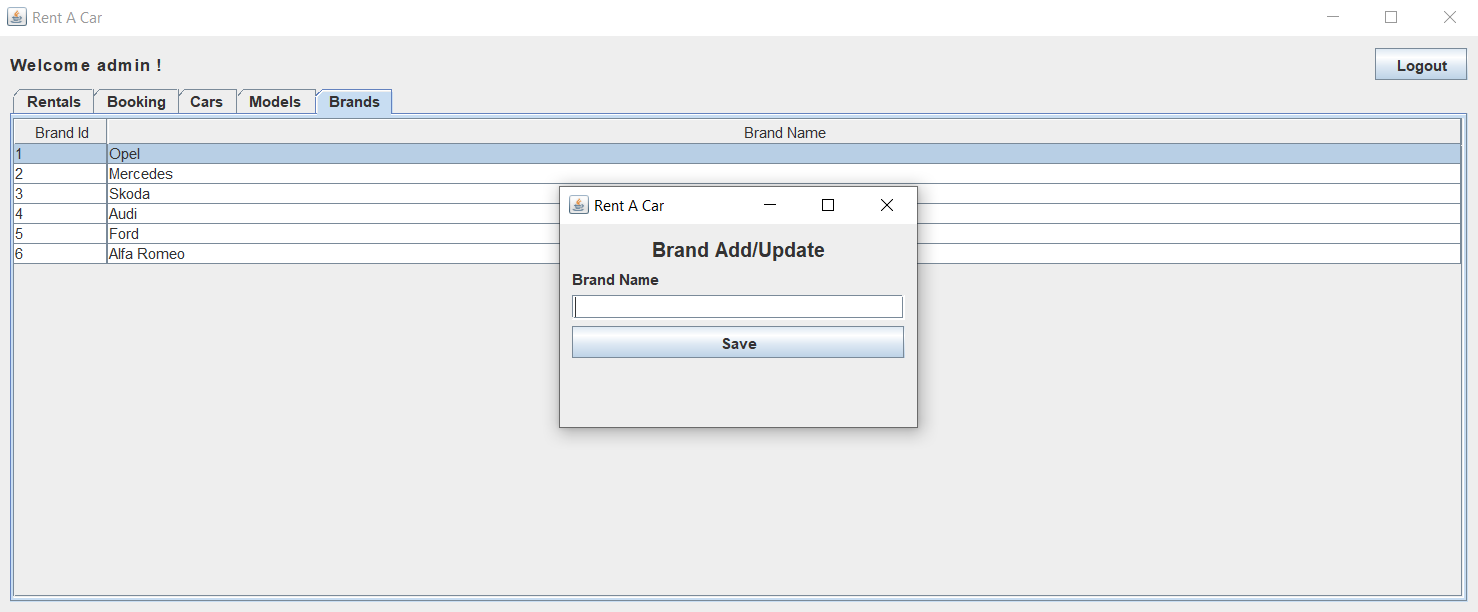 Rent A Car
Welcome admin !
Logout
Rentals Booking Cars Models Brands
Brand Id Brand Name
1 Opel
2 Mercedes
3 Skoda
4 Audi
5 Ford
6 Alfa Romeo
Rent A Car
Brand Add/Update
Brand Name
Save